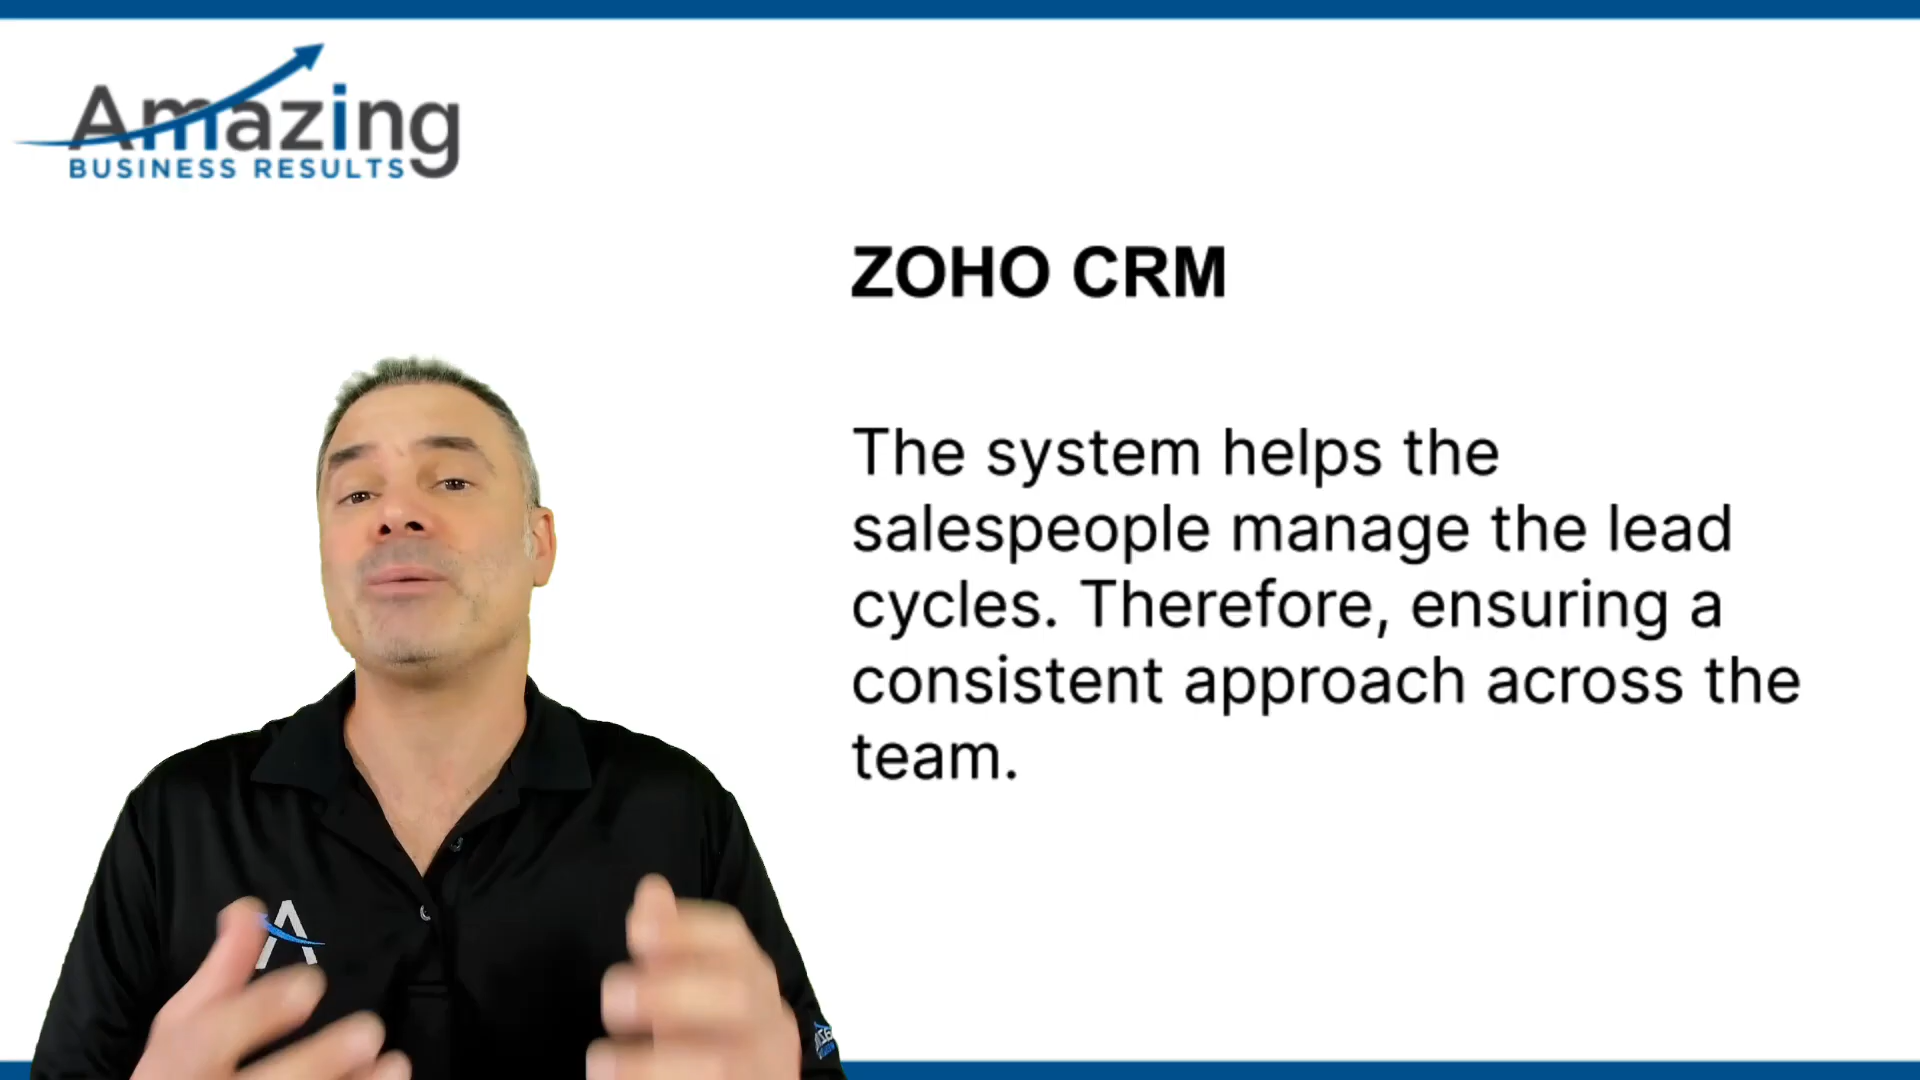 Amazing
BUSINESS RESULTS
ZOHO CRM
The system helps the
salespeople manage the lead
cycles. Therefore, ensuring a
consistent approach across the
team.
A